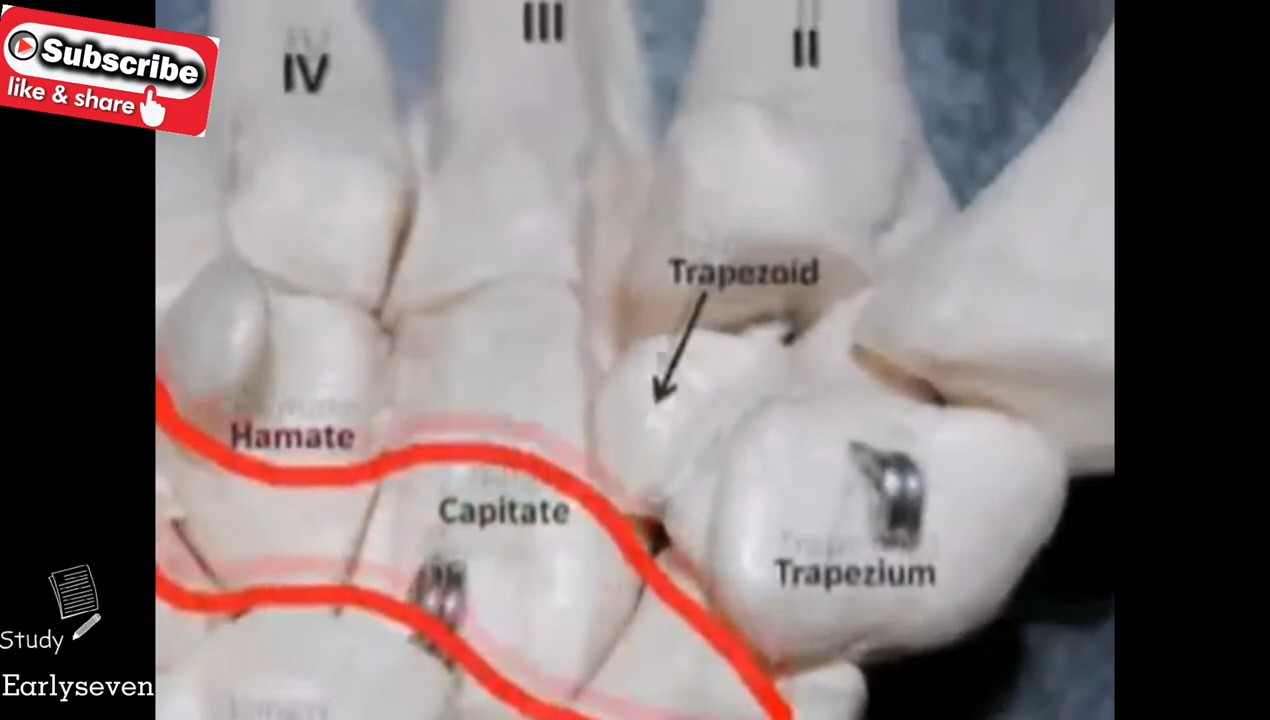 Subscribe
like & share
IV
III
II
Trapezoid
Hamate
Capitate
Trapezium
Study
Earlyseven